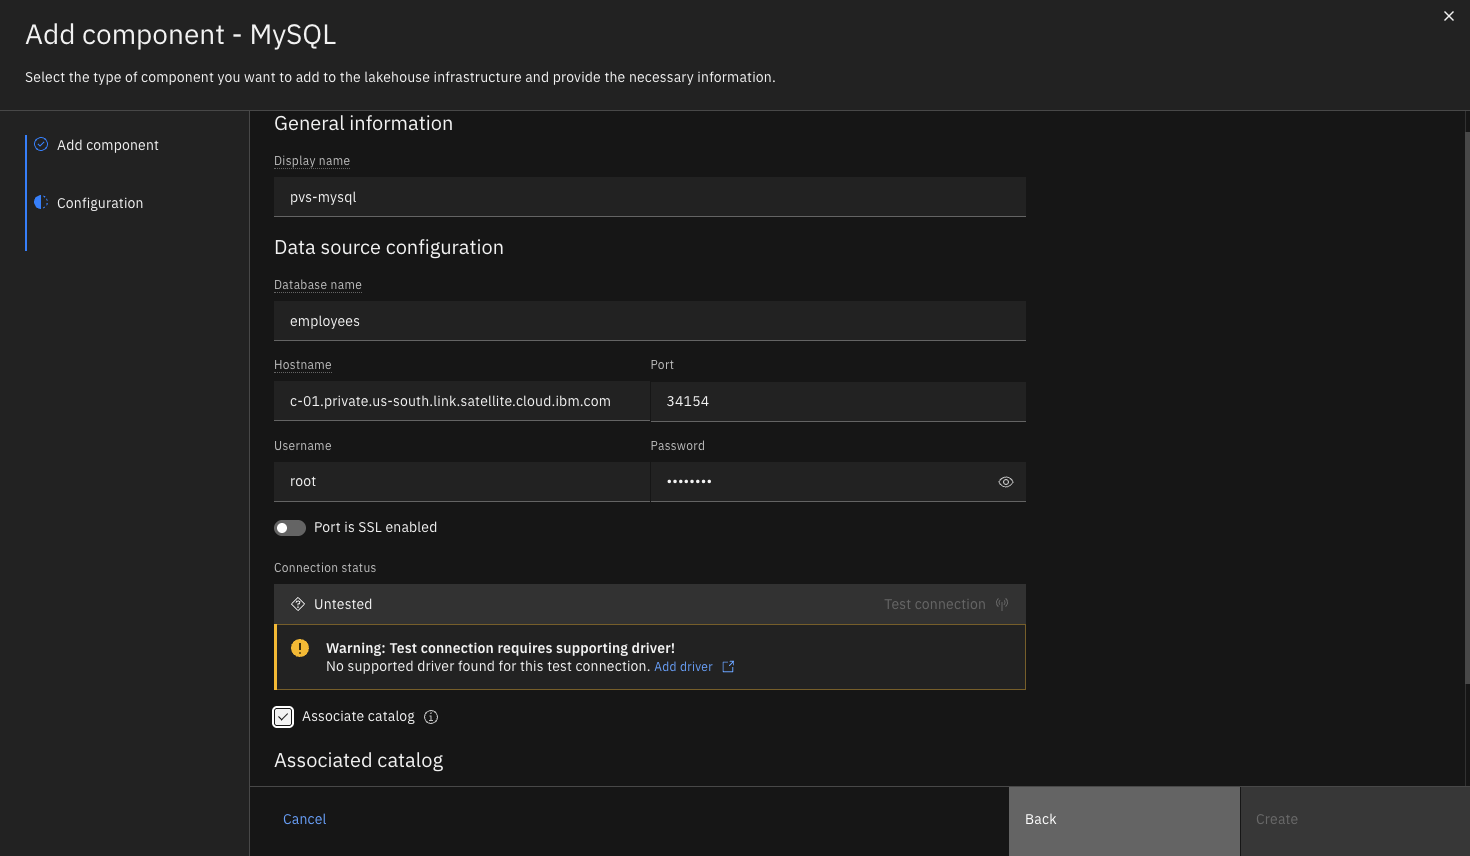 Add component - MySQL
Select the type of component you want to add to the lakehouse infrastructure and provide the necessary information.
Add component
Configuration
General information
Display name
pvs-mysql
Data source configuration
Database name
employees
Hostname
Port
c-01.private.us-south.link.satellite.cloud.ibm.com
34154
Username
Password
root
••••••••
Port is SSL enabled
Connection status
Untested
Test connection
Warning: Test connection requires supporting driver!
No supported driver found for this test connection. Add driver
Associate catalog
Associated catalog
Cancel
Back
Create